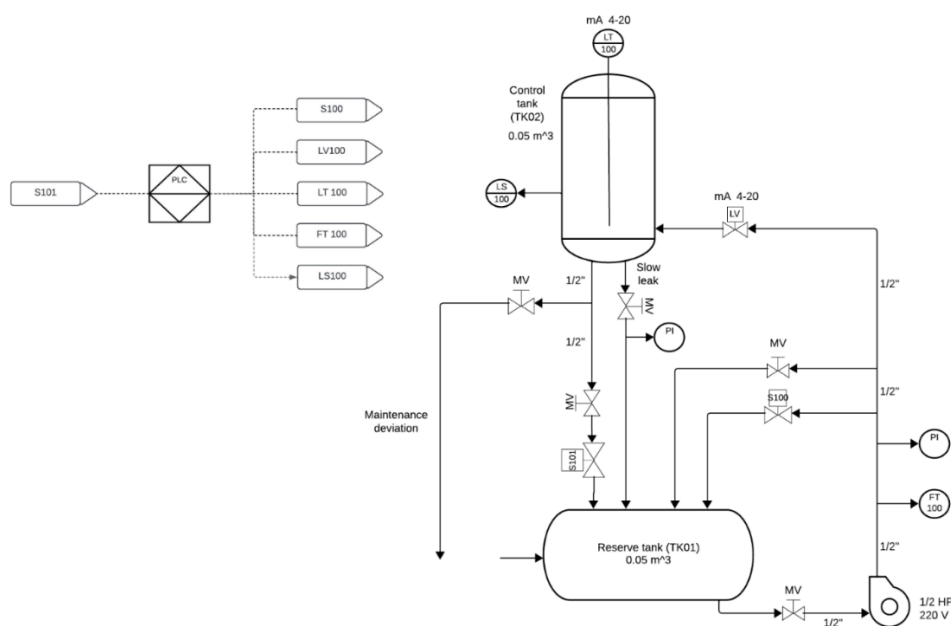 mA 4-20
LT
100
Control
tank
(TK02)
0.05 m^3
S100
LV100
LT 100
FT 100
LS100
S101
PLC
LS
100
mA 4-20
LV
Slow
leak
1/2"
MV
MV
PI
1/2"
1/2"
MV
MV
1/2"
S100
Maintenance
deviation
S101
PI
FT
100
1/2"
Reserve tank (TK01)
0.05 m^3
MV
1/2"
1/2 HP
220 V